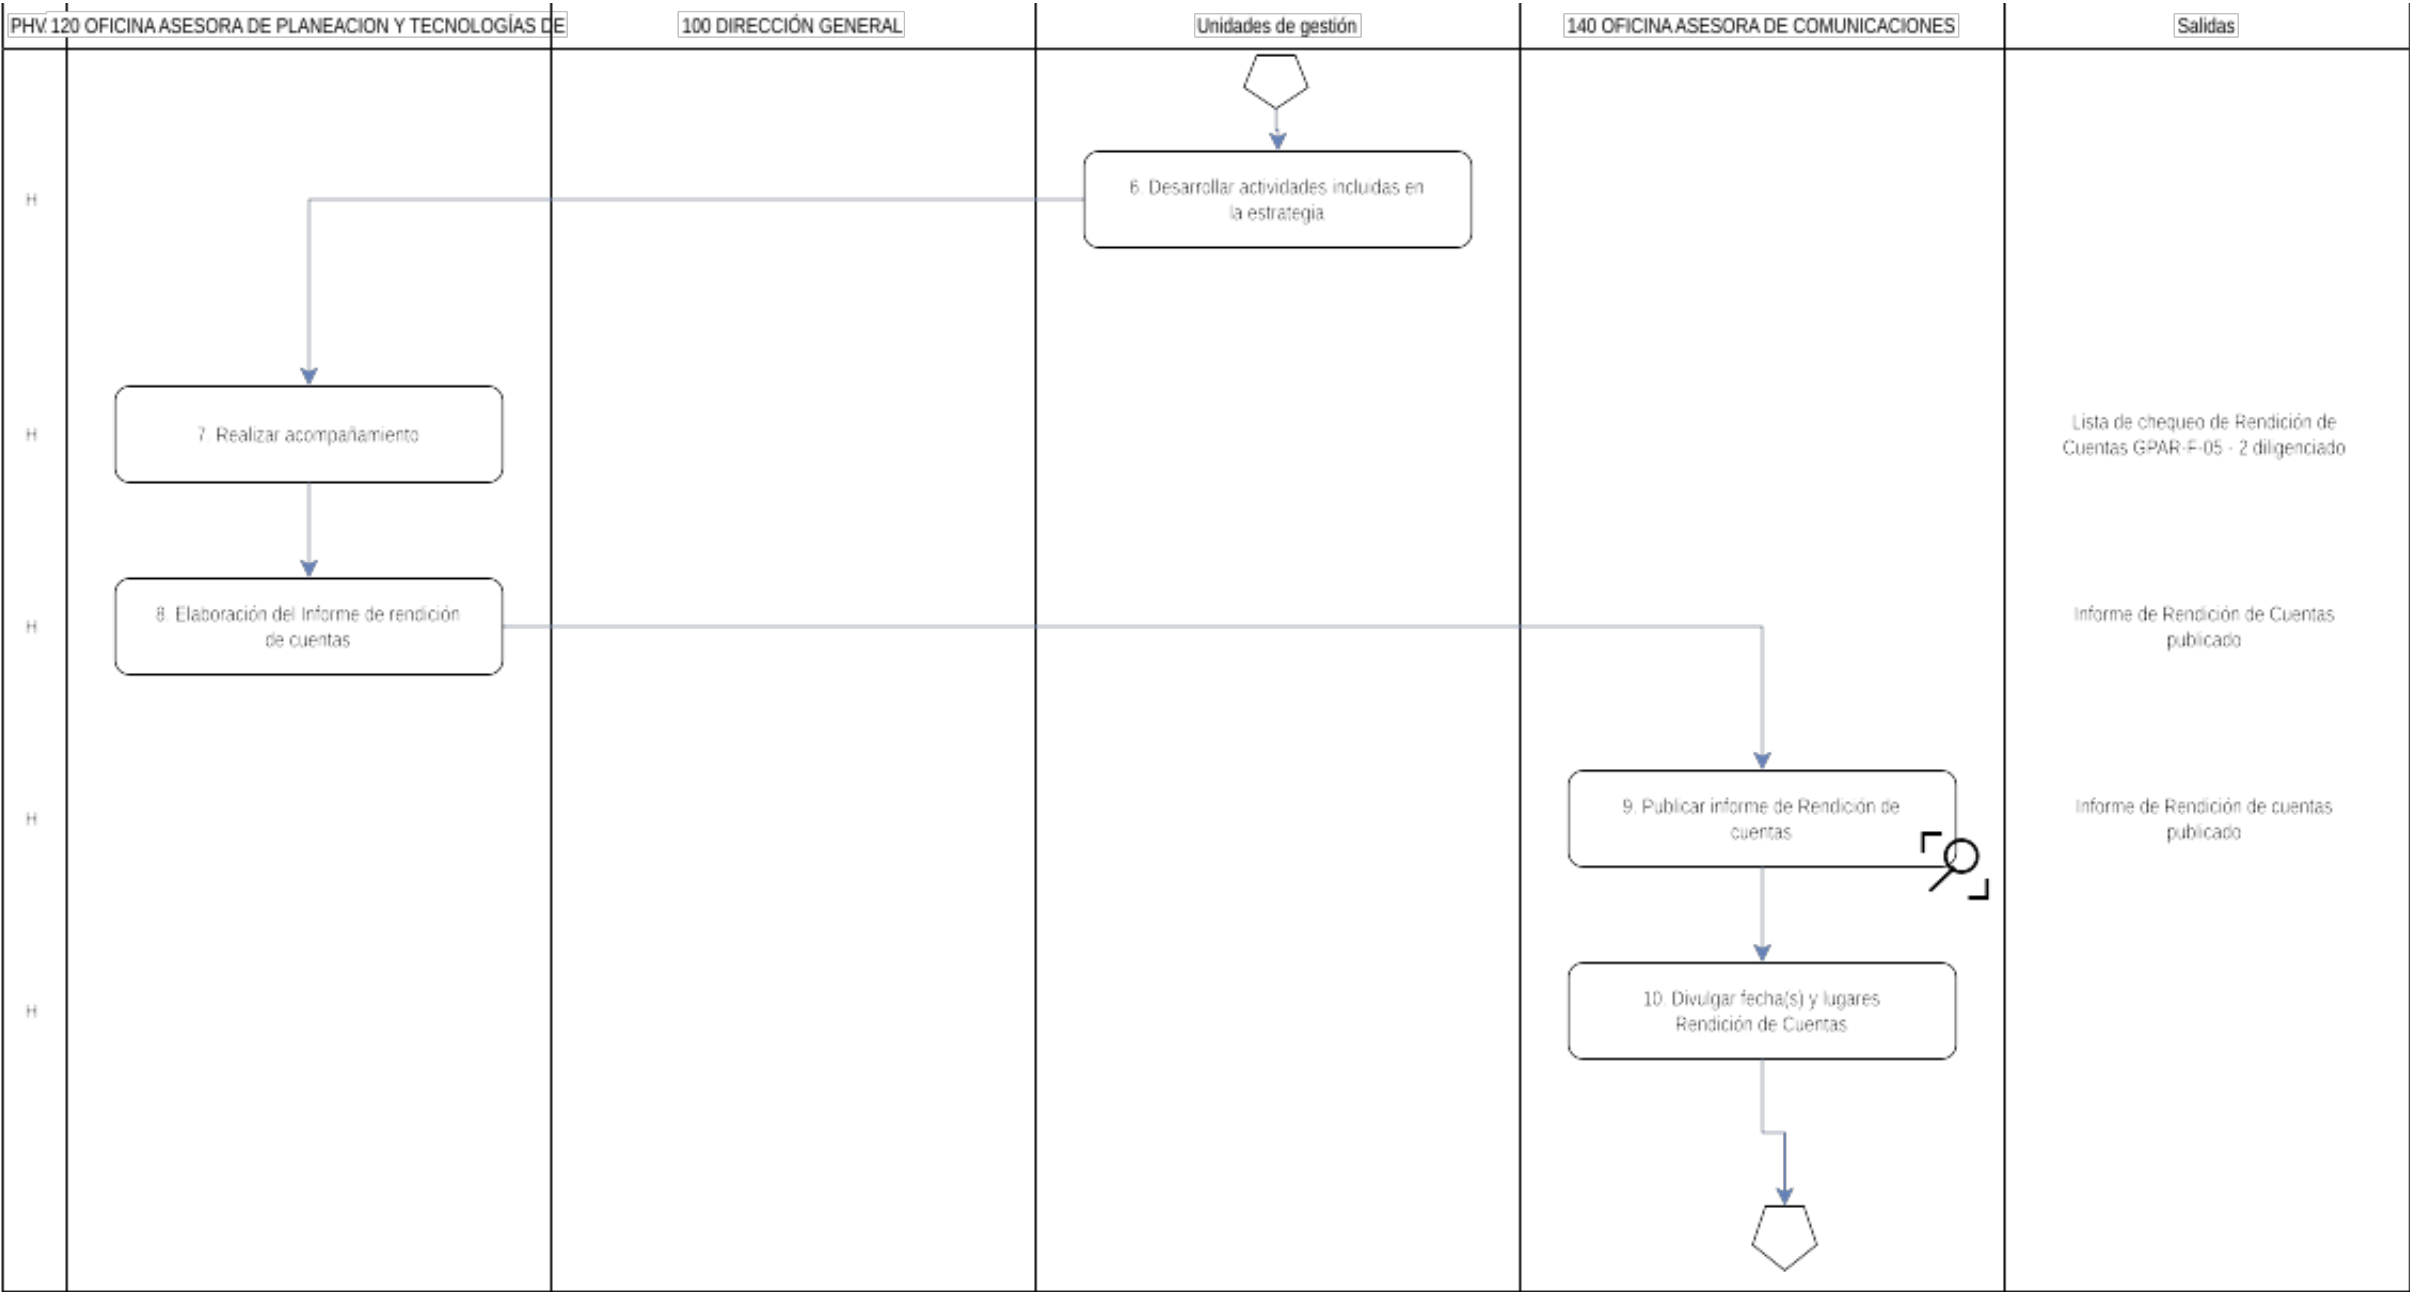 PHV 120 OFICINA ASESORA DE PLANEACION Y TECNOLOGÍAS DE
100 DIRECCIÓN GENERAL
Unidades de gestión
140 OFICINA ASESORA DE COMUNICACIONES
Salidas
H
6. Desarrollar actividades incluidas en
la estrategia
H
7. Realizar acompañamiento
Lista de chequeo de Rendición de
Cuentas GPAR-F-05 - 2 diligenciado
H
8. Elaboración del Informe de rendición
de cuentas
Informe de Rendición de Cuentas
publicado
H
9. Publicar informe de Rendición de
cuentas
Informe de Rendición de cuentas
publicado
H
10. Divulgar fecha(s) y lugares
Rendición de Cuentas